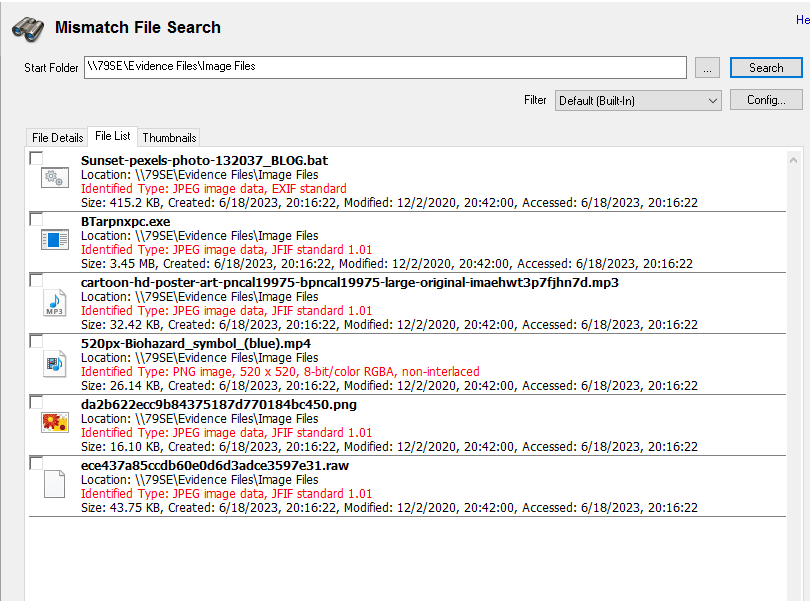 Mismatch File Search
He
Start Folder \\79SE\Evidence Files\Image Files ... Search
Filter Default (Built-In) Config...
File Details File List Thumbnails
Sunset-pexels-photo-132037_BLOG.bat
Location: \\79SE\Evidence Files\Image Files
Identified Type: JPEG image data, EXIF standard
Size: 415.2 KB, Created: 6/18/2023, 20:16:22, Modified: 12/2/2020, 20:42:00, Accessed: 6/18/2023, 20:16:22
BTarpnxpc.exe
Location: \\79SE\Evidence Files\Image Files
Identified Type: JPEG image data, JFIF standard 1.01
Size: 3.45 MB, Created: 6/18/2023, 20:16:22, Modified: 12/2/2020, 20:42:00, Accessed: 6/18/2023, 20:16:22
cartoon-hd-poster-art-pncal19975-bpncal19975-large-original-imaehwt3p7fjhn7d.mp3
Location: \\79SE\Evidence Files\Image Files
MP3
Identified Type: JPEG image data, JFIF standard 1.01
Size: 32.42 KB, Created: 6/18/2023, 20:16:22, Modified: 12/2/2020, 20:42:00, Accessed: 6/18/2023, 20:16:22
520px-Biohazard_symbol_(blue).mp4
Location: \\79SE\Evidence Files\Image Files
Identified Type: PNG image, 520 x 520, 8-bit/color RGBA, non-interlaced
Size: 26.14 KB, Created: 6/18/2023, 20:16:22, Modified: 12/2/2020, 20:42:00, Accessed: 6/18/2023, 20:16:22
da2b622ecc9b84375187d770184bc450.png
Location: \\79SE\Evidence Files\Image Files
Identified Type: JPEG image data, JFIF standard 1.01
Size: 16.10 KB, Created: 6/18/2023, 20:16:22, Modified: 12/2/2020, 20:42:00, Accessed: 6/18/2023, 20:16:22
ece437a85ccdb60e0d6d3adce3597e31.raw
Location: \\79SE\Evidence Files\Image Files
Identified Type: JPEG image data, JFIF standard 1.01
Size: 43.75 KB, Created: 6/18/2023, 20:16:22, Modified: 12/2/2020, 20:42:00, Accessed: 6/18/2023, 20:16:22